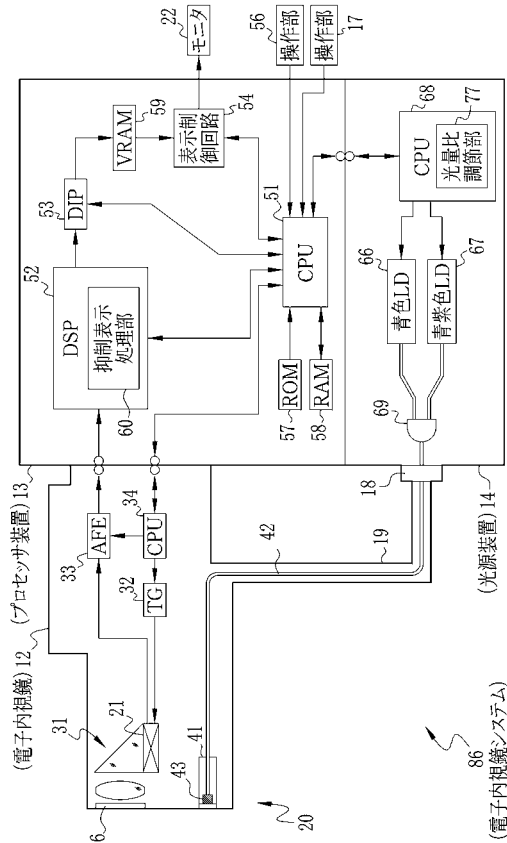 (電子内視鏡)12
(プロセッサ装置)13
22
モニタ
56
操作部
操作部
17
59
VRAM
54
表示制
御回路
53
DIP
52
DSP
抑制表示
処理部
60
51
CPU
57
ROM
RAM
58
68
CPU
77
光量比
調節部
66
青色LD
67
青紫色LD
69
33
AFE
34
CPU
32
TG
18
19
42
31
21
41
43
6
20
(光源装置)14
86
(電子内視鏡システム)